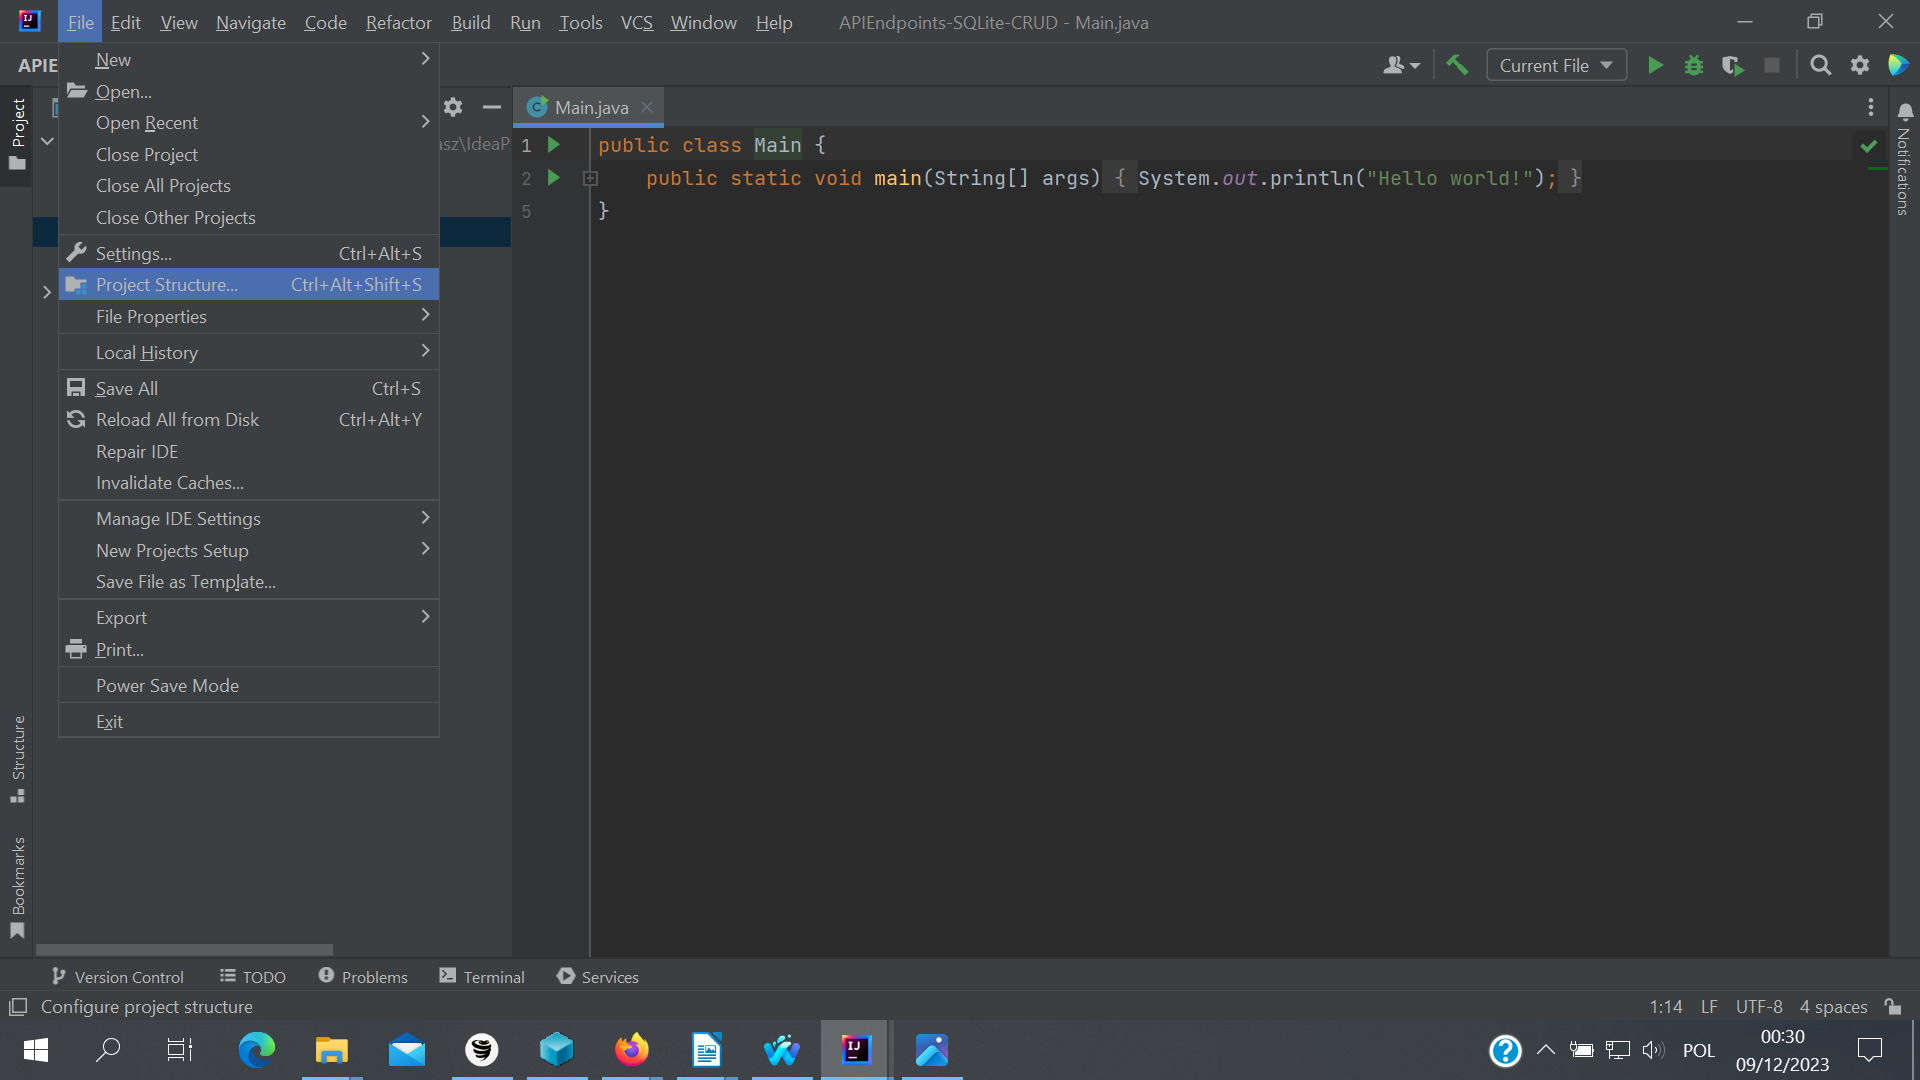 File Edit View Navigate Code Refactor Build Run Tools VCS Window Help APIEndpoints-SQLite-CRUD - Main.java
APIE
Current File
New
Open...
Open Recent
Close Project
Close All Projects
Close Other Projects
Settings... Ctrl+Alt+S
Project Structure... Ctrl+Alt+Shift+S
File Properties
Local History
Save All Ctrl+S
Reload All from Disk Ctrl+Alt+Y
Repair IDE
Invalidate Caches...
Manage IDE Settings
New Projects Setup
Save File as Template...
Export
Print...
Power Save Mode
Exit
Project
Structure
Bookmarks
asz\IdeaP
Main.java
1 public class Main {
2 public static void main(String[] args) { System.out.println("Hello world!"); }
5 }
Notifications
Version Control TODO Problems Terminal Services
Configure project structure 1:14 LF UTF-8 4 spaces
POL
00:30
09/12/2023